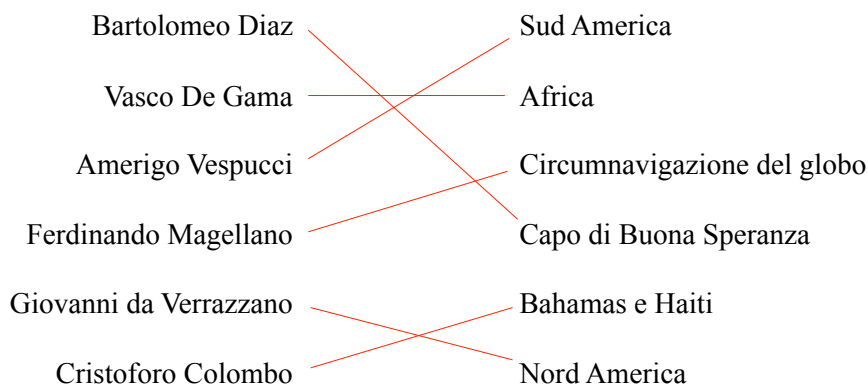 Bartolomeo Diaz
Sud America
Vasco De Gama
Africa
Amerigo Vespucci
Circumnavigazione del globo
Ferdinando Magellano
Capo di Buona Speranza
Giovanni da Verrazzano
Bahamas e Haiti
Cristoforo Colombo
Nord America